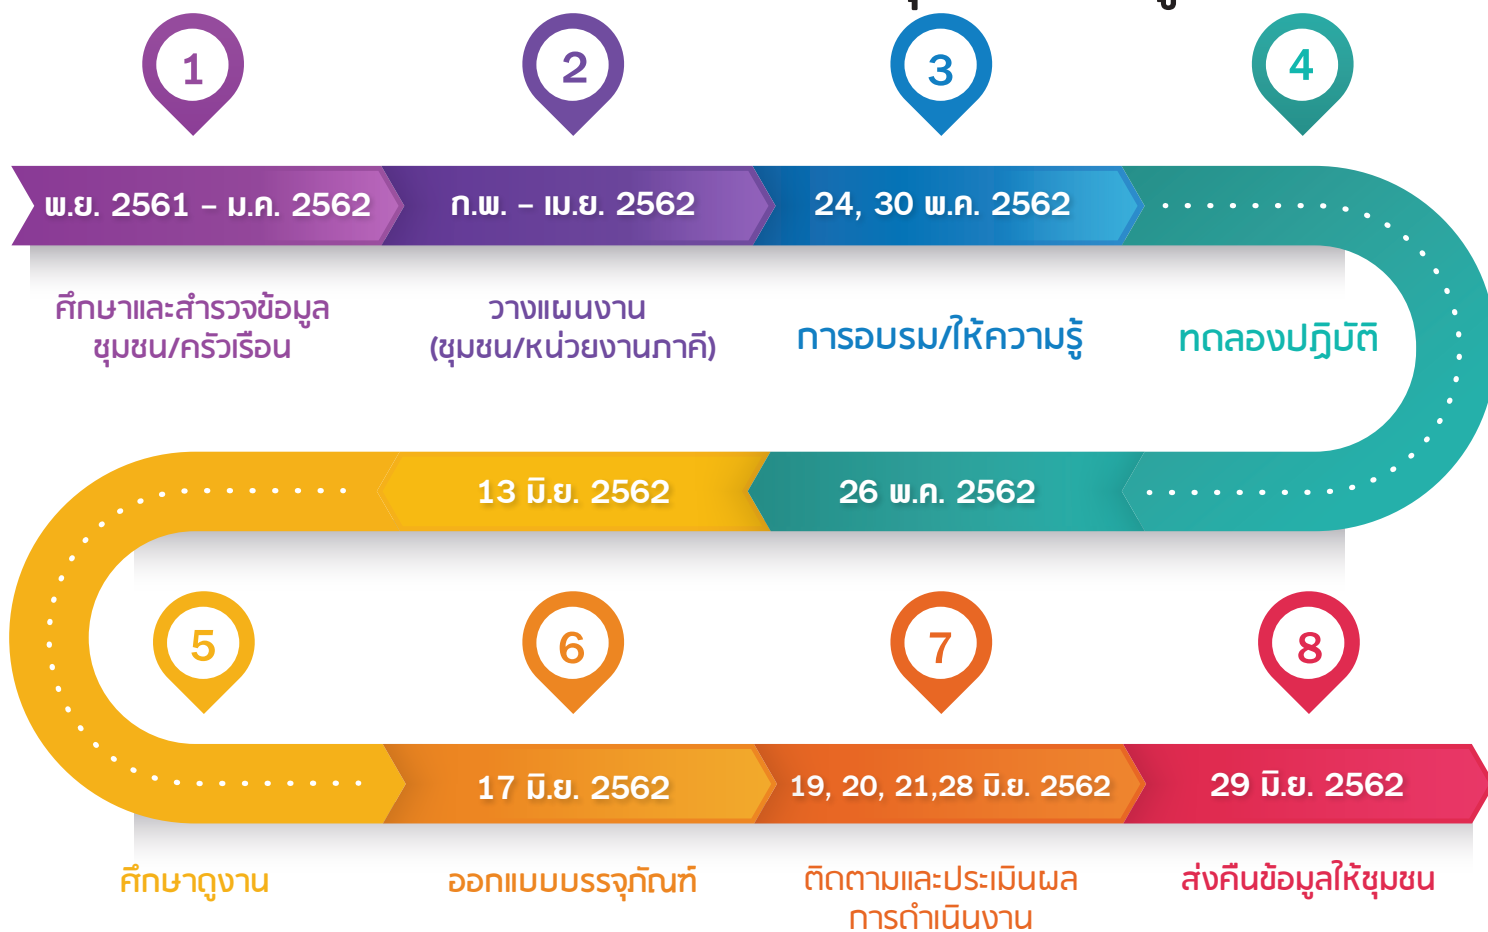 1
2
3
4
พ.ย. 2561 – ม.ค. 2562
ก.พ. – เม.ย. 2562
24, 30 พ.ค. 2562
ศึกษาและสำรวจข้อมูล
ชุมชน/ครัวเรือน
วางแผนงาน
(ชุมชน/หน่วยงานภาคี)
การอบรม/ให้ความรู้
ทดลองปฏิบัติ
13 มิ.ย. 2562
26 พ.ค. 2562
5
6
7
8
17 มิ.ย. 2562
19, 20, 21,28 มิ.ย. 2562
29 มิ.ย. 2562
ศึกษาดูงาน
ออกแบบบรรจุภัณฑ์
ติดตามและประเมินผล
การดำเนินงาน
ส่งคืนข้อมูลให้ชุมชน